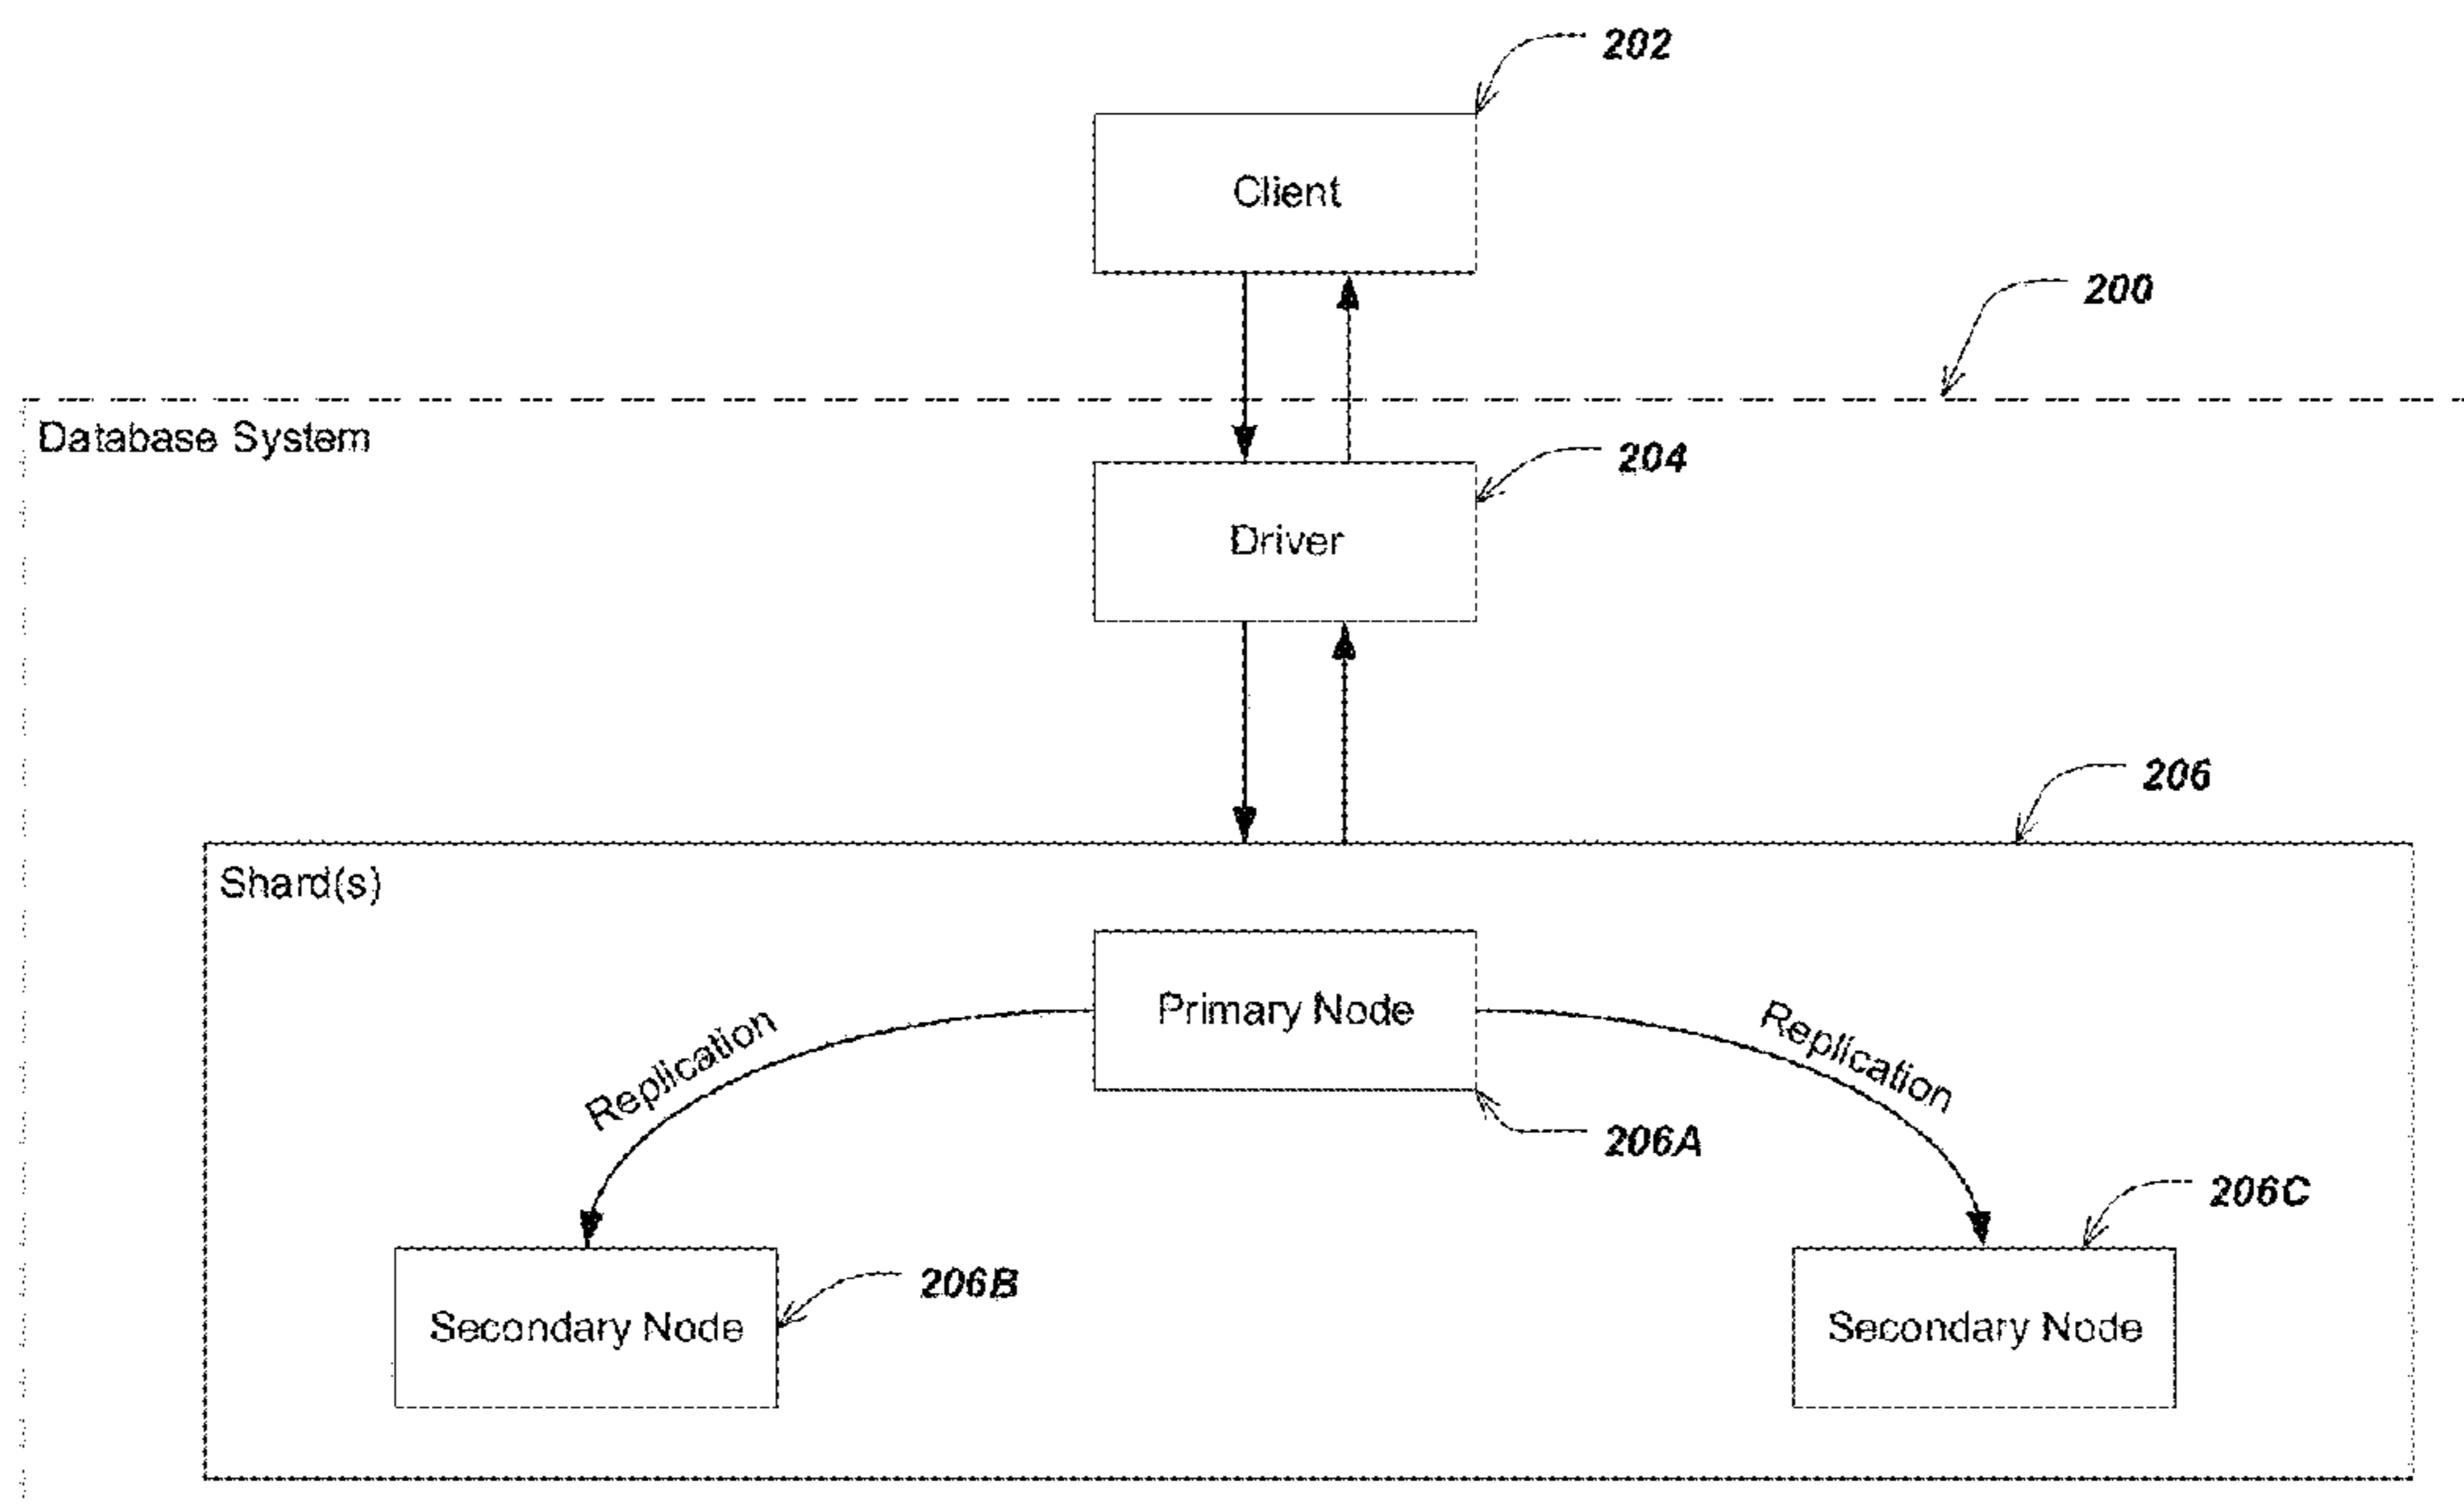 202
Client
200
Database System
204
Driver
206
Shard(s)
Primary Node
Replication
Replication
206A
206C
206B
Secondary Node
Secondary Node